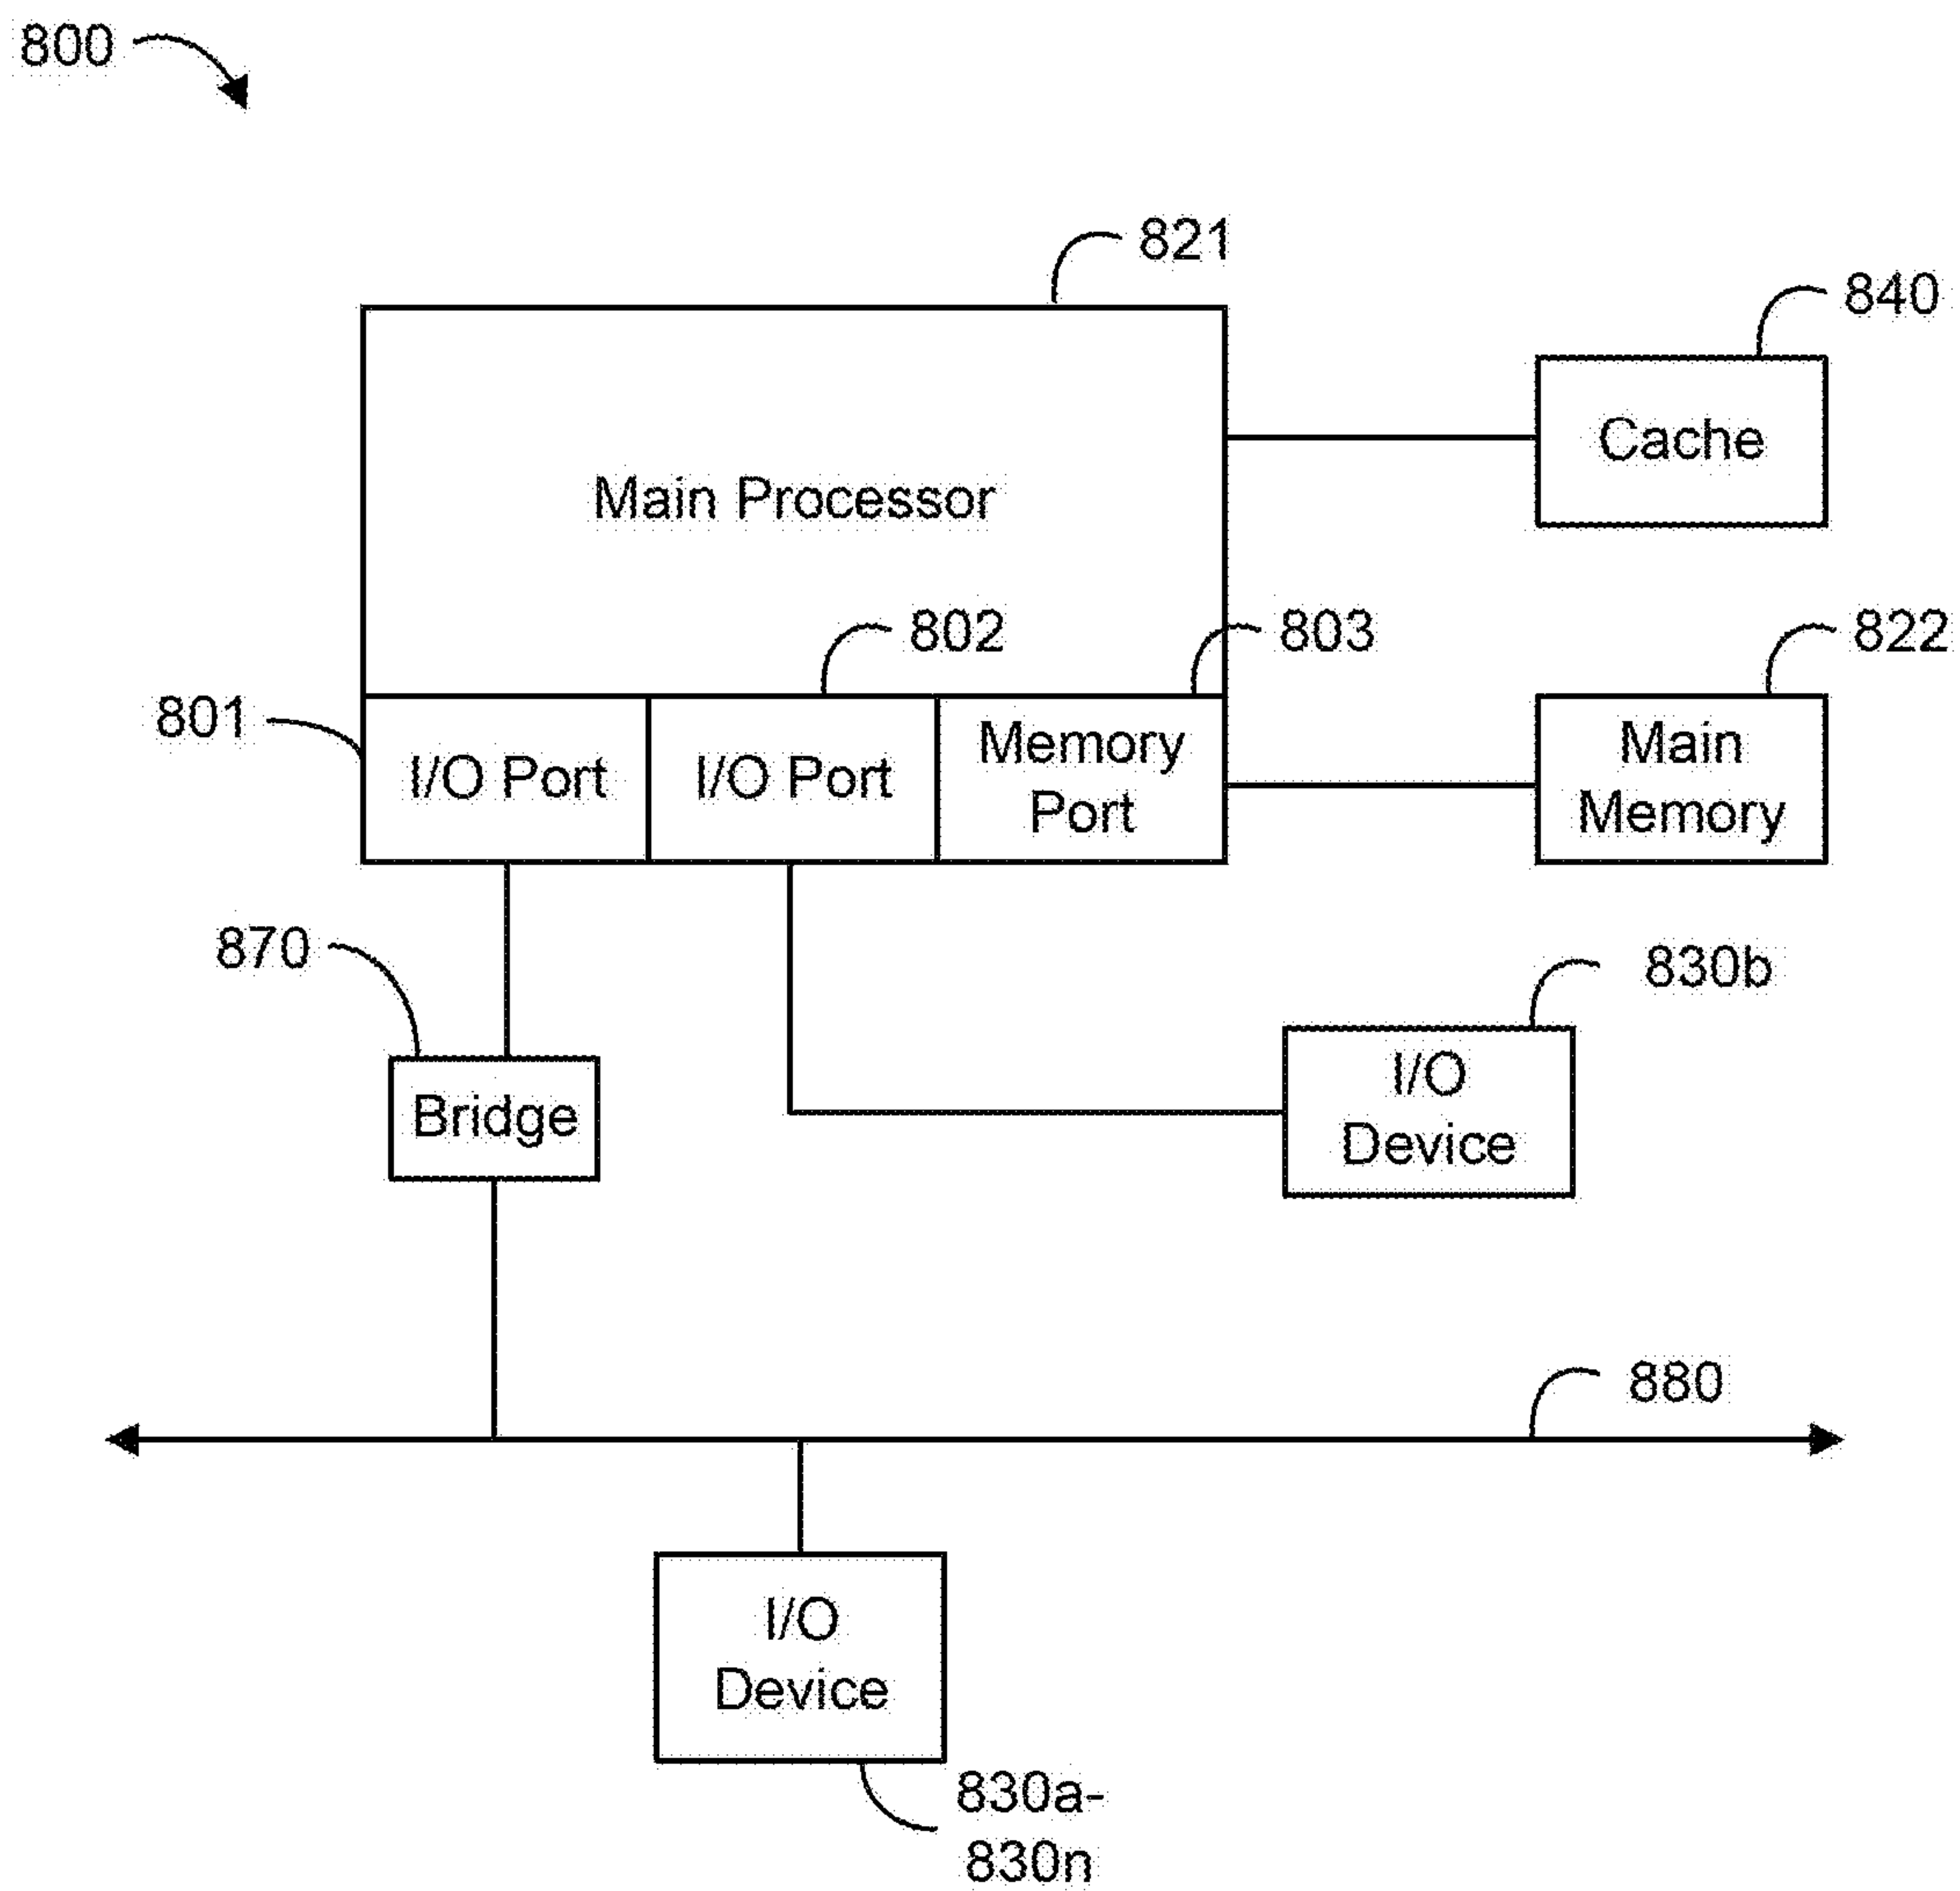 800
821
840
Cache
Main Processor
802
803
822
801
I/O Port
I/O Port
Memory
Port
Main
Memory
870
830b
Bridge
I/O
Device
880
I/O
Device
830a-
830n